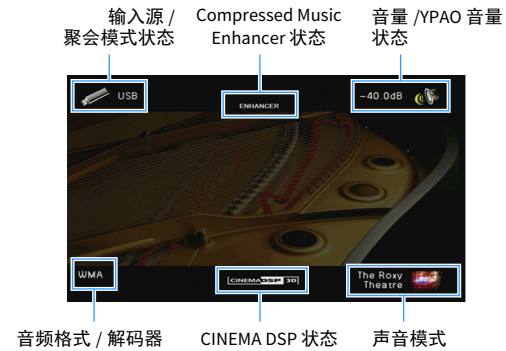 输入源 /
聚会模式状态
Compressed Music
Enhancer 状态
音量 /YPAO 音量
状态
USB
ENHANCER
-40.0dB
WMA
CINEMA DSP 3D
The Roxy
Theatre
音频格式 / 解码器
CINEMA DSP 状态
声音模式